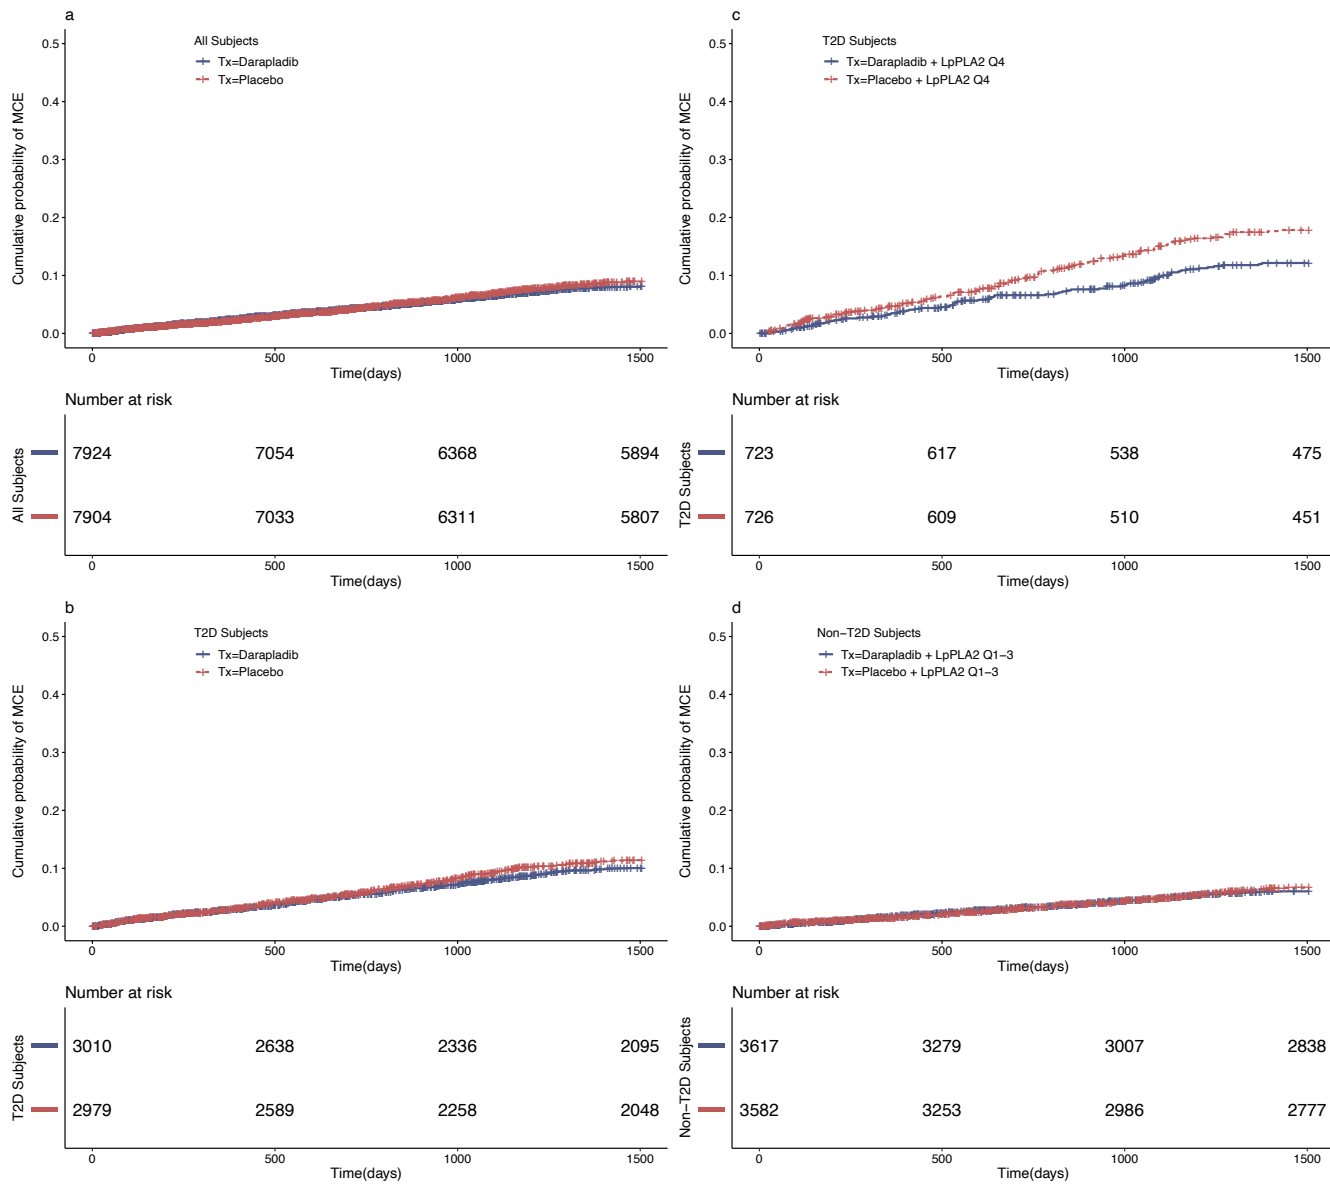 a
All Subjects
Tx=Darapladib
Tx=Placebo
Cumulative probability of MCE
0.5
0.4
0.3
0.2
0.1
0.0
0 500 1000 1500
Time(days)
Number at risk
All Subjects
7924 7054 6368 5894
7904 7033 6311 5807
0 500 1000 1500
Time(days)
b
T2D Subjects
Tx=Darapladib
Tx=Placebo
Cumulative probability of MCE
0.5
0.4
0.3
0.2
0.1
0.0
0 500 1000 1500
Time(days)
Number at risk
T2D Subjects
3010 2638 2336 2095
2979 2589 2258 2048
0 500 1000 1500
Time(days)
c
T2D Subjects
Tx=Darapladib + LpPLA2 Q4
Tx=Placebo + LpPLA2 Q4
Cumulative probability of MCE
0.5
0.4
0.3
0.2
0.1
0.0
0 500 1000 1500
Time(days)
Number at risk
T2D Subjects
723 617 538 475
726 609 510 451
0 500 1000 1500
Time(days)
d
Non−T2D Subjects
Tx=Darapladib + LpPLA2 Q1−3
Tx=Placebo + LpPLA2 Q1−3
Cumulative probability of MCE
0.5
0.4
0.3
0.2
0.1
0.0
0 500 1000 1500
Time(days)
Number at risk
Non−T2D Subjects
3617 3279 3007 2838
3582 3253 2986 2777
0 500 1000 1500
Time(days)